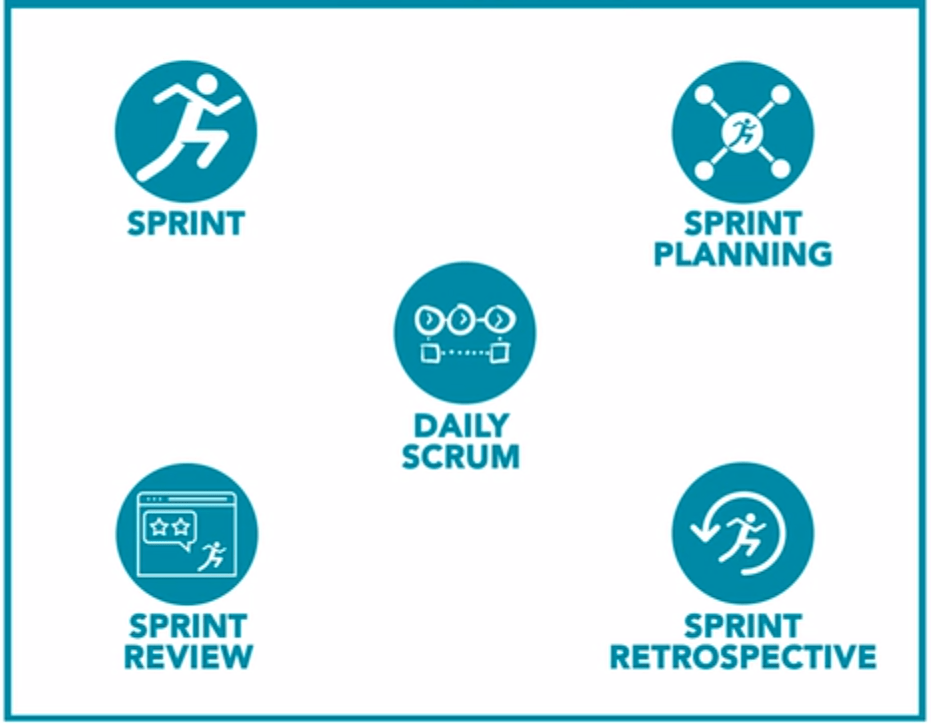 SPRINT
SPRINT
PLANNING
DAILY
SCRUM
SPRINT
REVIEW
SPRINT
RETROSPECTIVE